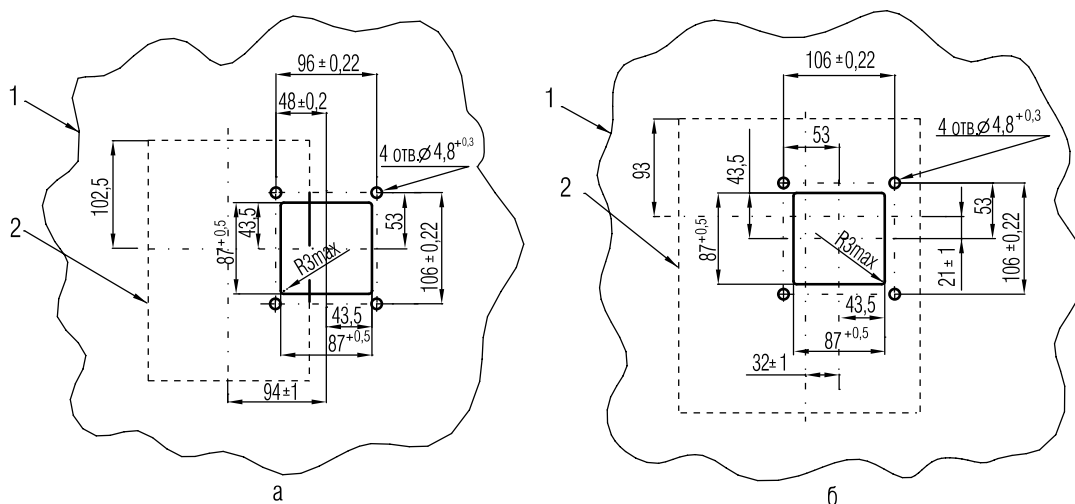 96 ± 0,22
48±0,2
1
4 отв.⌀4,8+0,3
102,5
2
87+0,5
43,5
R3max
53
106 ± 0,22
43,5
87+0,5
94±1
а
106 ± 0,22
53
1
4 отв.⌀4,8+0,3
93
43,5
2
87+0,5
R3max
53
21 ± 1
106 ± 0,22
43,5
87+0,5
32± 1
б